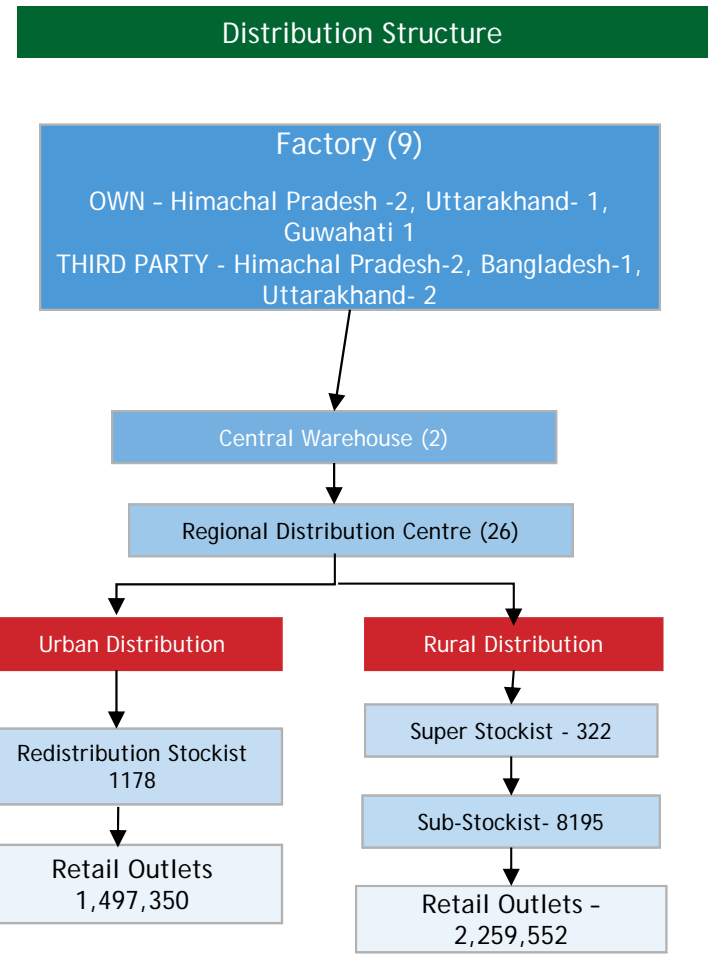 Distribution Structure
Factory (9)
OWN – Himachal Pradesh -2, Uttarakhand- 1,
Guwahati 1
THIRD PARTY - Himachal Pradesh-2, Bangladesh-1,
Uttarakhand- 2
Central Warehouse (2)
Regional Distribution Centre (26)
Urban Distribution
Redistribution Stockist
1178
Retail Outlets
1,497,350
Rural Distribution
Super Stockist - 322
Sub-Stockist- 8195
Retail Outlets –
2,259,552